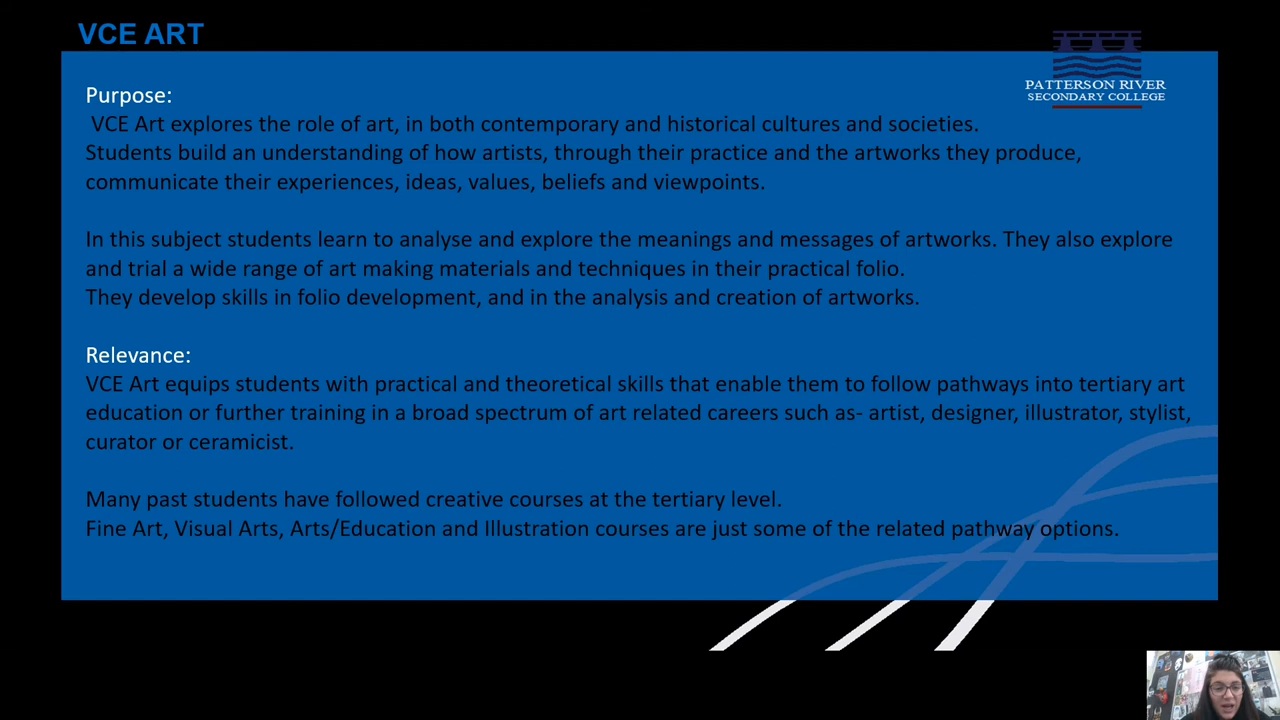 VCE ART
PATTERSON RIVER
SECONDARY COLLEGE
Purpose:
VCE Art explores the role of art, in both contemporary and historical cultures and societies.
Students build an understanding of how artists, through their practice and the artworks they produce,
communicate their experiences, ideas, values, beliefs and viewpoints.
In this subject students learn to analyse and explore the meanings and messages of artworks. They also explore
and trial a wide range of art making materials and techniques in their practical folio.
They develop skills in folio development, and in the analysis and creation of artworks.
Relevance:
VCE Art equips students with practical and theoretical skills that enable them to follow pathways into tertiary art
education or further training in a broad spectrum of art related careers such as- artist, designer, illustrator, stylist,
curator or ceramicist.
Many past students have followed creative courses at the tertiary level.
Fine Art, Visual Arts, Arts/Education and Illustration courses are just some of the related pathway options.